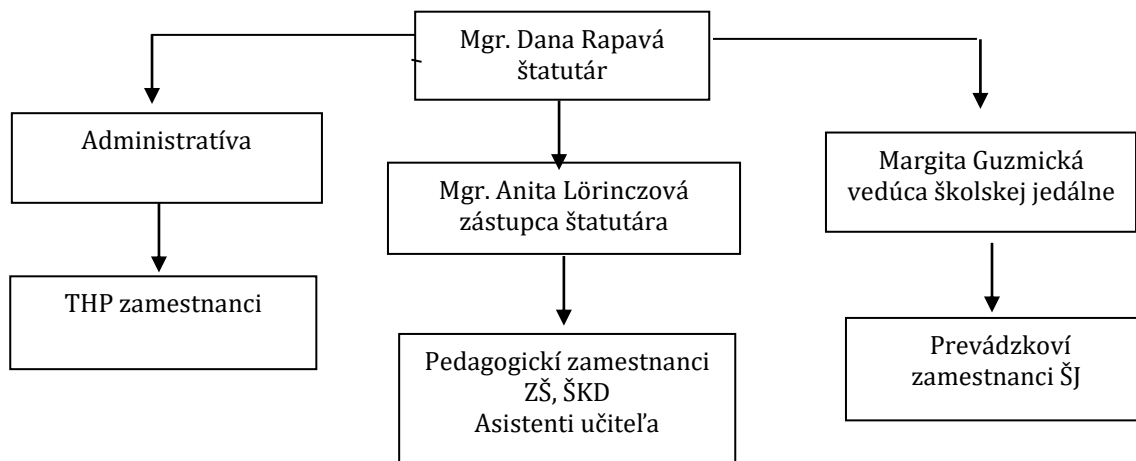 Mgr. Dana Rapavá
štatutár
Administratíva
Mgr. Anita Lörinczová
zástupca štatutára
Margita Guzmická
vedúca školskej jedálne
THP zamestnanci
Pedagogickí zamestnanci
ZŠ, ŠKD
Asistenti učiteľa
Prevádzkoví
zamestnanci ŠJ